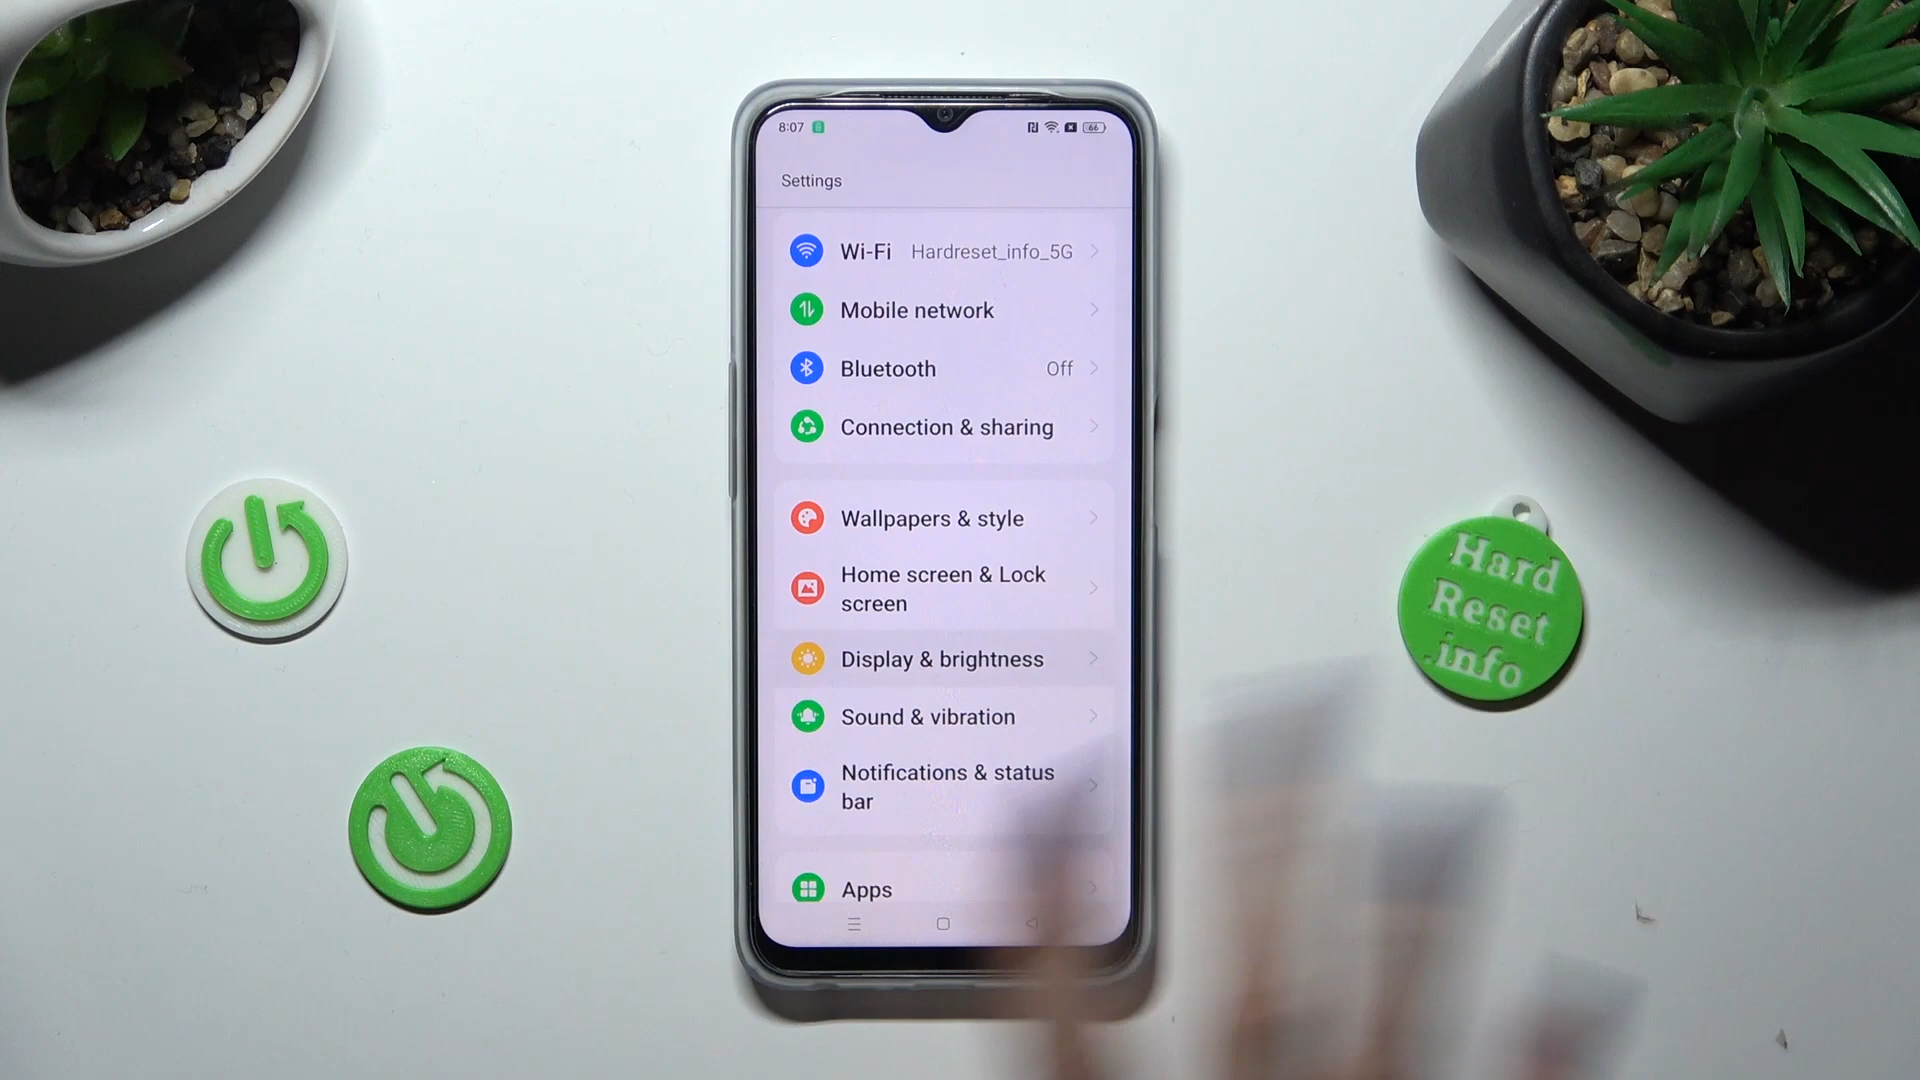 8:07
66
Settings
Wi-Fi Hardreset_info_5G
Mobile network
Bluetooth Off
Connection & sharing
Wallpapers & style
Home screen & Lock
screen
Display & brightness
Sound & vibration
Notifications & status
bar
Apps
Hard
Reset
.info